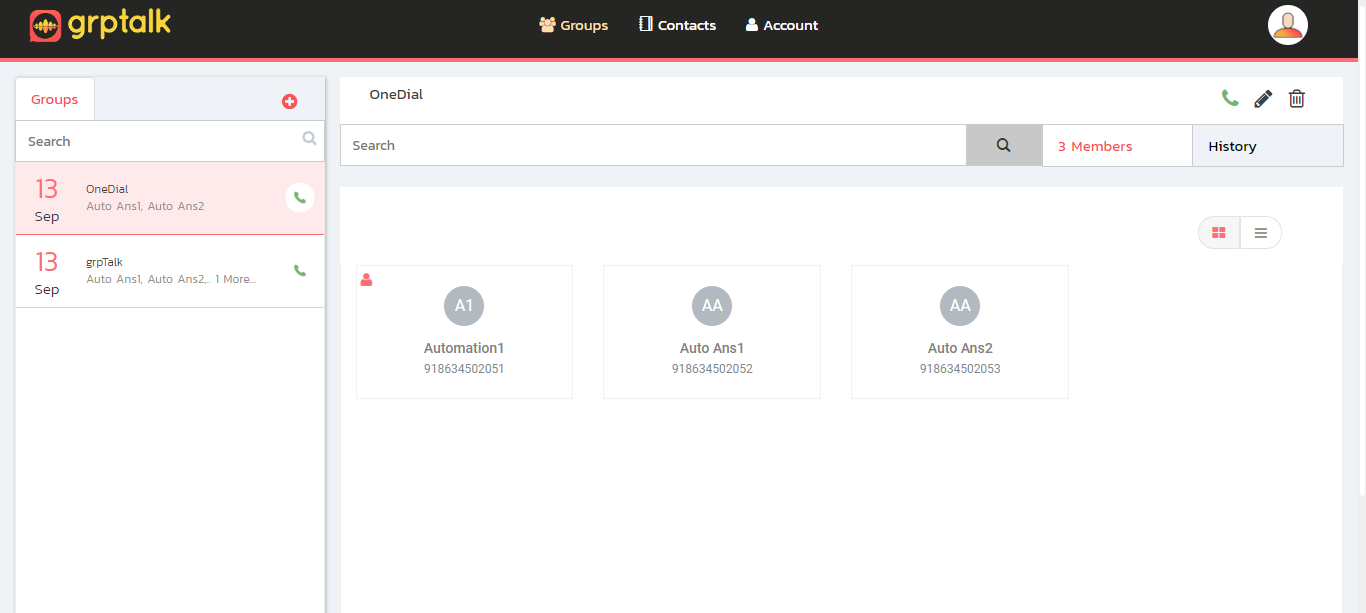 grptalk
Groups
Contacts
Account
Groups
Search
13
Sep
OneDial
Auto Ans1, Auto Ans2
13
Sep
grpTalk
Auto Ans1, Auto Ans2,.. 1 More...
OneDial
Search
3 Members
History
A1
Automation1
918634502051
AA
Auto Ans1
918634502052
AA
Auto Ans2
918634502053